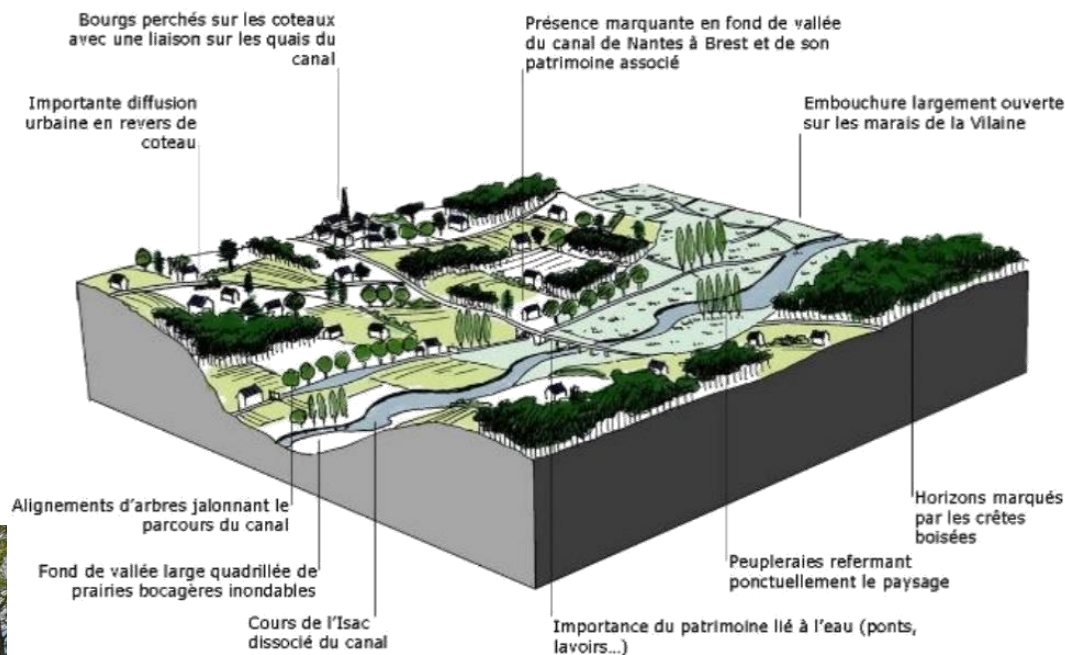 Bourgs perchés sur les coteaux
avec une liaison sur les quais du
canal
Présence marquante en fond de vallée
du canal de Nantes à Brest et de son
patrimoine associé
Importante diffusion
urbaine en revers de
coteau
Embouchure largement ouverte
sur les marais de la Vilaine
Alignements d'arbres jalonnant le
parcours du canal
Fond de vallée large quadrillée de
prairies bocagères inondables
Cours de l'Isac
dissocié du canal
Importance du patrimoine lié à l'eau (ponts,
lavoirs...)
Peupleraies refermant
ponctuellement le paysage
Horizons marqués
par les crêtes
boisées